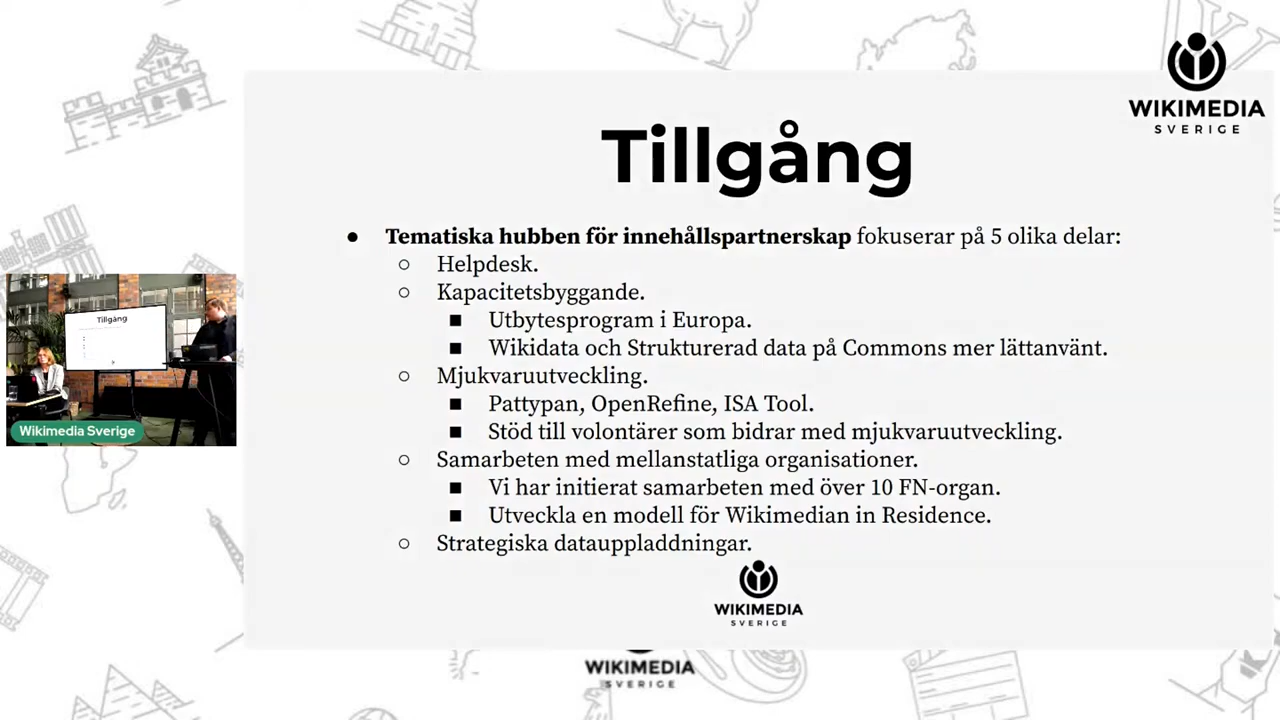 WIKIMEDIA
SVERIGE
Tillgång
● Tematiska hubben för innehållspartnerskap fokuserar på 5 olika delar:
○ Helpdesk.
○ Kapacitetsbyggande.
■ Utbytesprogram i Europa.
■ Wikidata och Strukturerad data på Commons mer lättanvänt.
○ Mjukvaruutveckling.
■ Pattypan, OpenRefine, ISA Tool.
■ Stöd till volontärer som bidrar med mjukvaruutveckling.
○ Samarbeten med mellanstatliga organisationer.
■ Vi har initierat samarbeten med över 10 FN-organ.
■ Utveckla en modell för Wikimedian in Residence.
○ Strategiska datauppladdningar.
Tillgång
Wikimedia Sverige
WIKIMEDIA
SVERIGE
WIKIMEDIA
SVERIGE